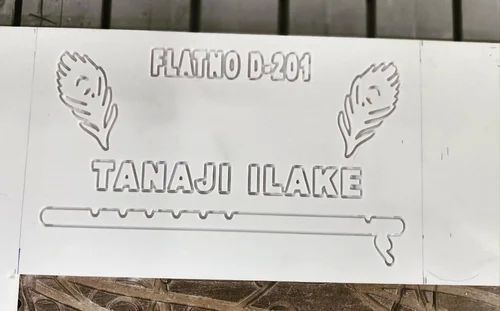 FLATNO D-201
TANAJI ILAKE